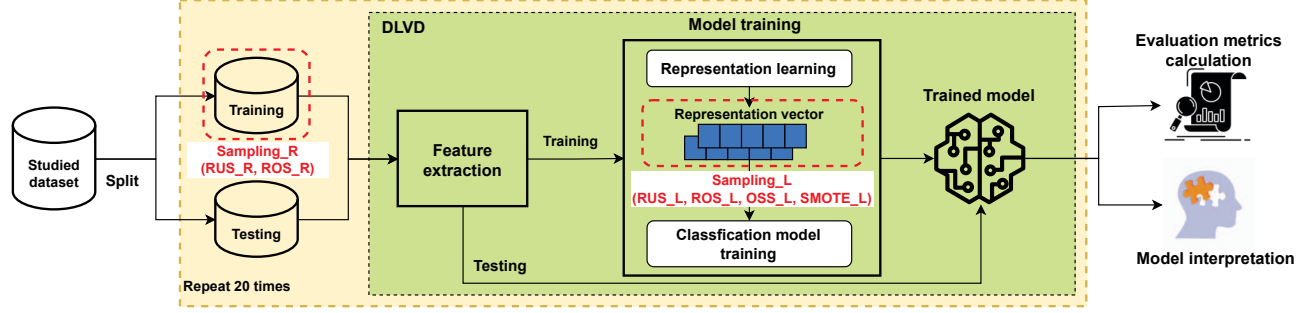 Studied
dataset
Split
Training
Sampling_R
(RUS_R, ROS_R)
Testing
Repeat 20 times
DLVD
Feature
extraction
Training
Testing
Model training
Representation learning
Representation vector
Sampling_L
(RUS_L, ROS_L, OSS_L, SMOTE_L)
Classfication model
training
Trained model
Evaluation metrics
calculation
Model interpretation